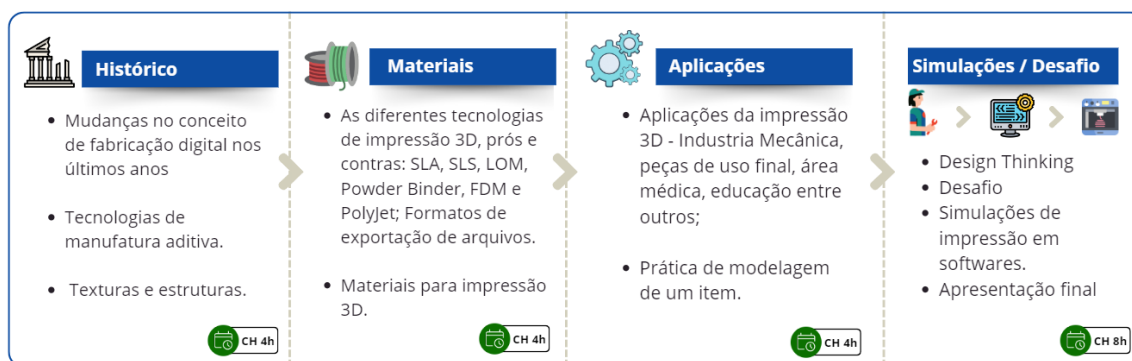 Histórico
• Mudanças no conceito
de fabricação digital nos
últimos anos
• Tecnologias de
manufatura aditiva.
• Texturas e estruturas.
CH 4h
Materiais
• As diferentes tecnologias
de impressão 3D, prós e
contras: SLA, SLS, LOM,
Powder Binder, FDM e
PolyJet; Formatos de
exportação de arquivos.
• Materiais para impressão
3D.
CH 4h
Aplicações
• Aplicações da impressão
3D - Industria Mecânica,
peças de uso final, área
médica, educação entre
outros;
• Prática de modelagem
de um item.
CH 4h
Simulações / Desafio
• Design Thinking
• Desafio
• Simulações de
impressão em
softwares.
• Apresentação final
CH 8h